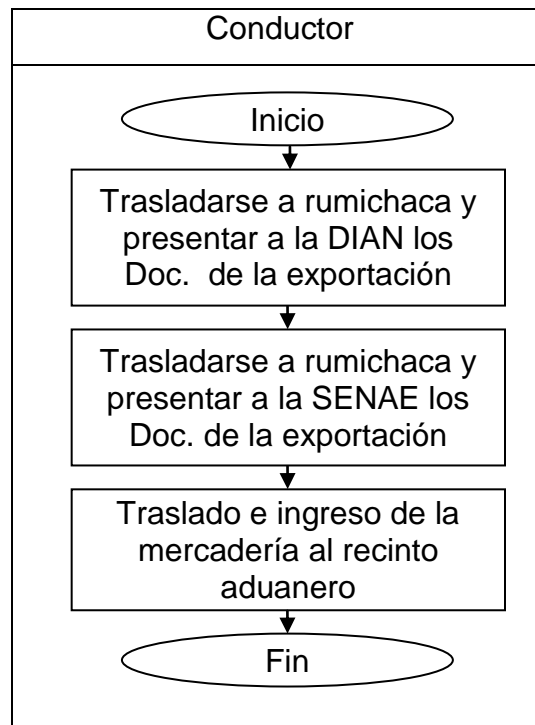 Conductor
Inicio
Trasladarse a rumichaca y
presentar a la DIAN los
Doc. de la exportación
Trasladarse a rumichaca y
presentar a la SENAE los
Doc. de la exportación
Traslado e ingreso de la
mercadería al recinto
aduanero
Fin